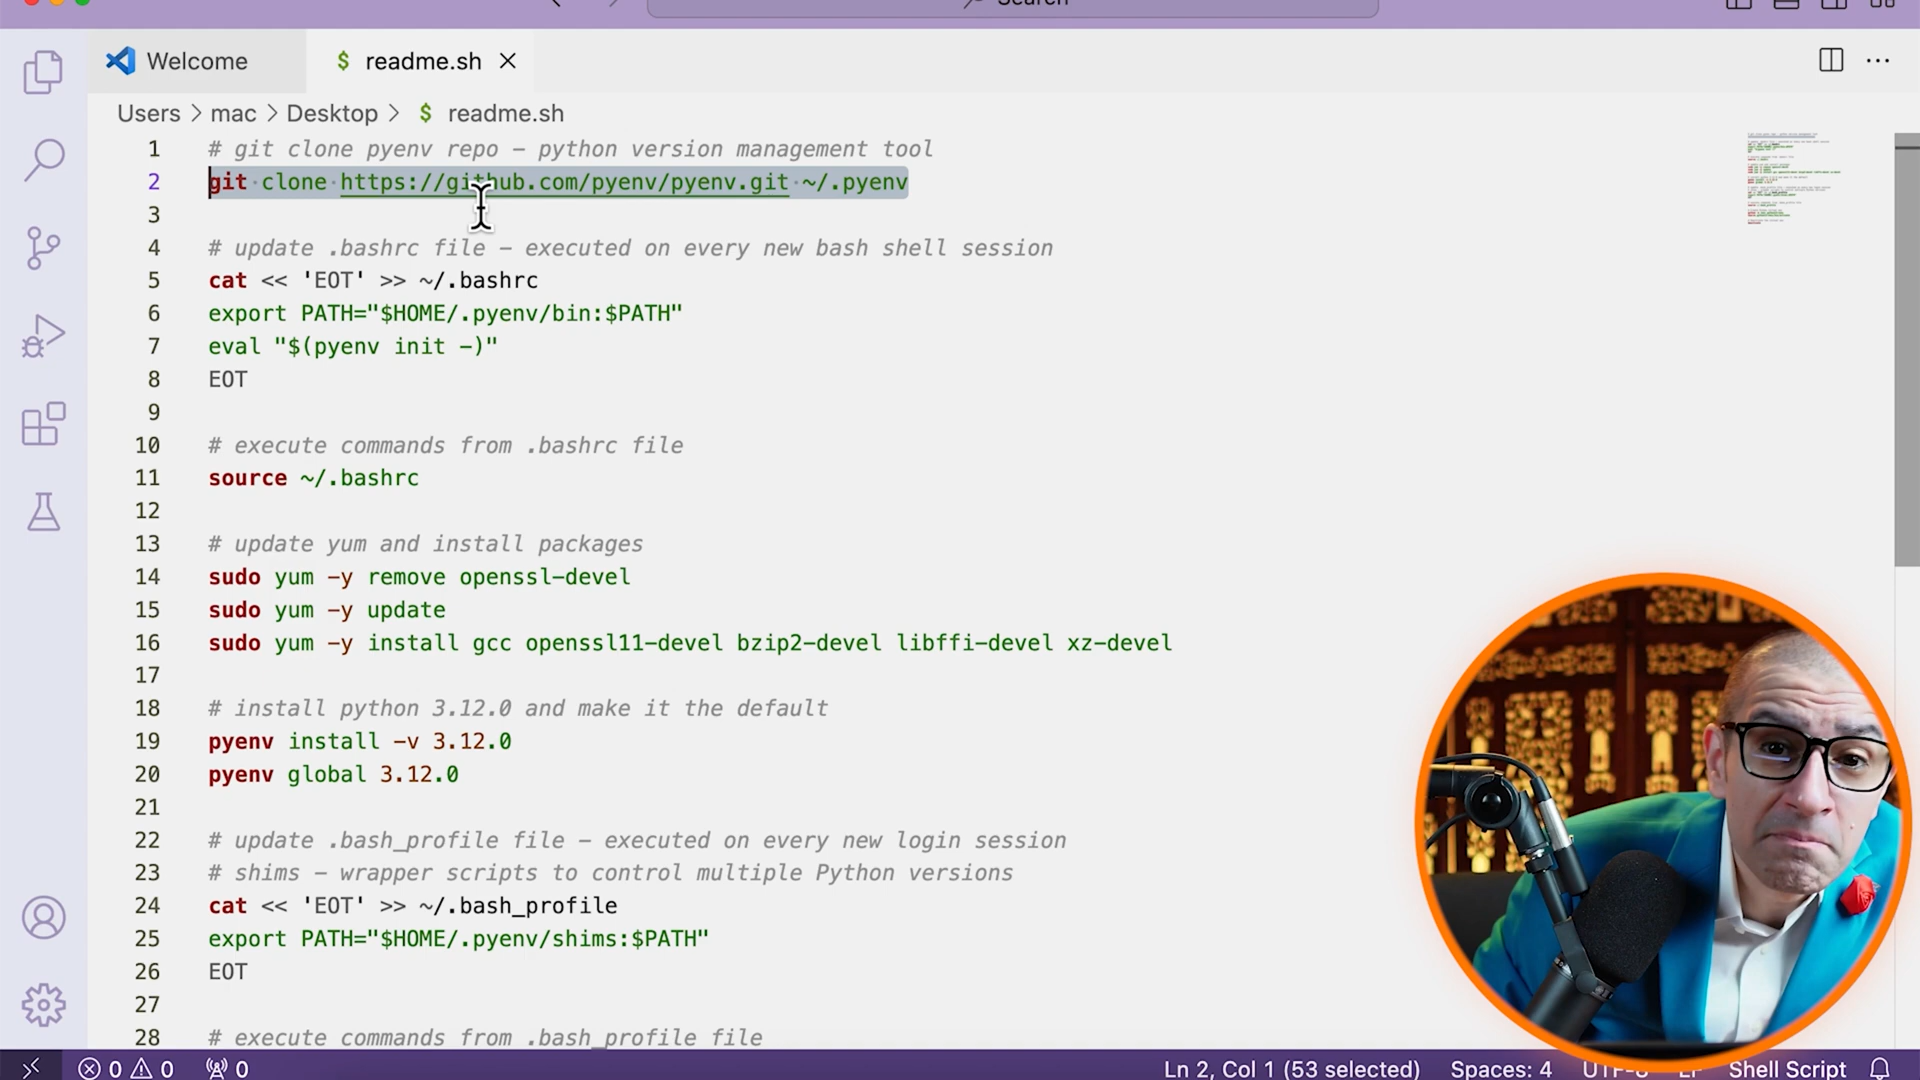 Search
Welcome
$ readme.sh
Users > mac > Desktop > $ readme.sh
1 # git clone pyenv repo – python version management tool
2 git clone https://github.com/pyenv/pyenv.git ~/.pyenv
3
4 # update .bashrc file – executed on every new bash shell session
5 cat << 'EOT' >> ~/.bashrc
6 export PATH="$HOME/.pyenv/bin:$PATH"
7 eval "$(pyenv init -)"
8 EOT
9
10 # execute commands from .bashrc file
11 source ~/.bashrc
12
13 # update yum and install packages
14 sudo yum -y remove openssl-devel
15 sudo yum -y update
16 sudo yum -y install gcc openssl11-devel bzip2-devel libffi-devel xz-devel
17
18 # install python 3.12.0 and make it the default
19 pyenv install -v 3.12.0
20 pyenv global 3.12.0
21
22 # update .bash_profile file – executed on every new login session
23 # shims – wrapper scripts to control multiple Python versions
24 cat << 'EOT' >> ~/.bash_profile
25 export PATH="$HOME/.pyenv/shims:$PATH"
26 EOT
27
28 # execute commands from .bash_profile file
0 0 0
Ln 2, Col 1 (53 selected) Spaces: 4 UTF-8 LF Shell Script